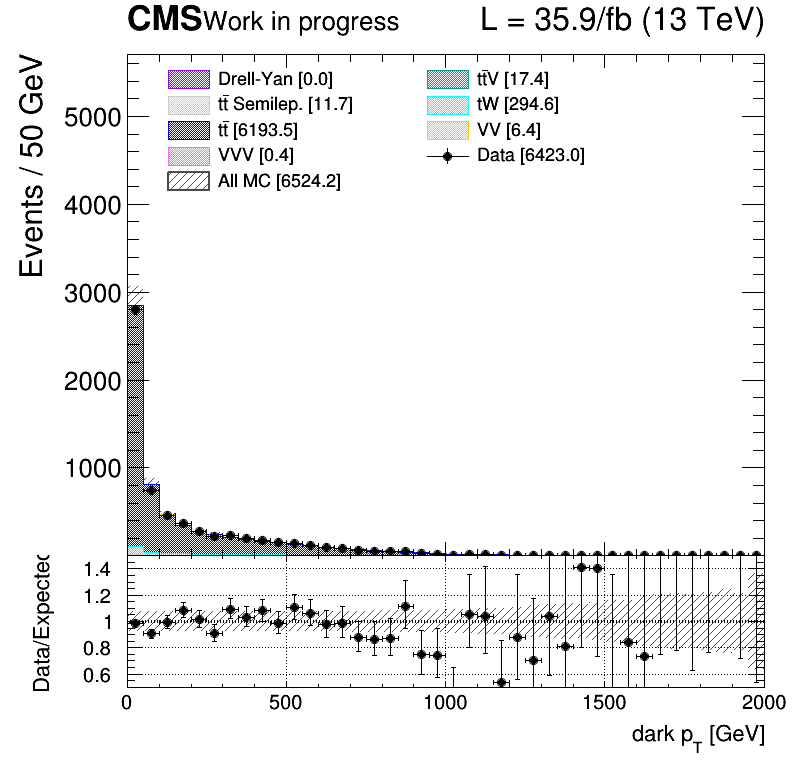 CMS Work in progress L = 35.9/fb (13 TeV)
Events / 50 GeV
Drell-Yan [0.0]
tt̄ Semilep. [11.7]
tt̄ [6193.5]
VVV [0.4]
All MC [6524.2]
tt̄V [17.4]
tW [294.6]
VV [6.4]
Data [6423.0]
5000
4000
3000
2000
1000
Data/Expected
1.4
1.2
1
0.8
0.6
0 500 1000 1500 2000
dark p_T [GeV]